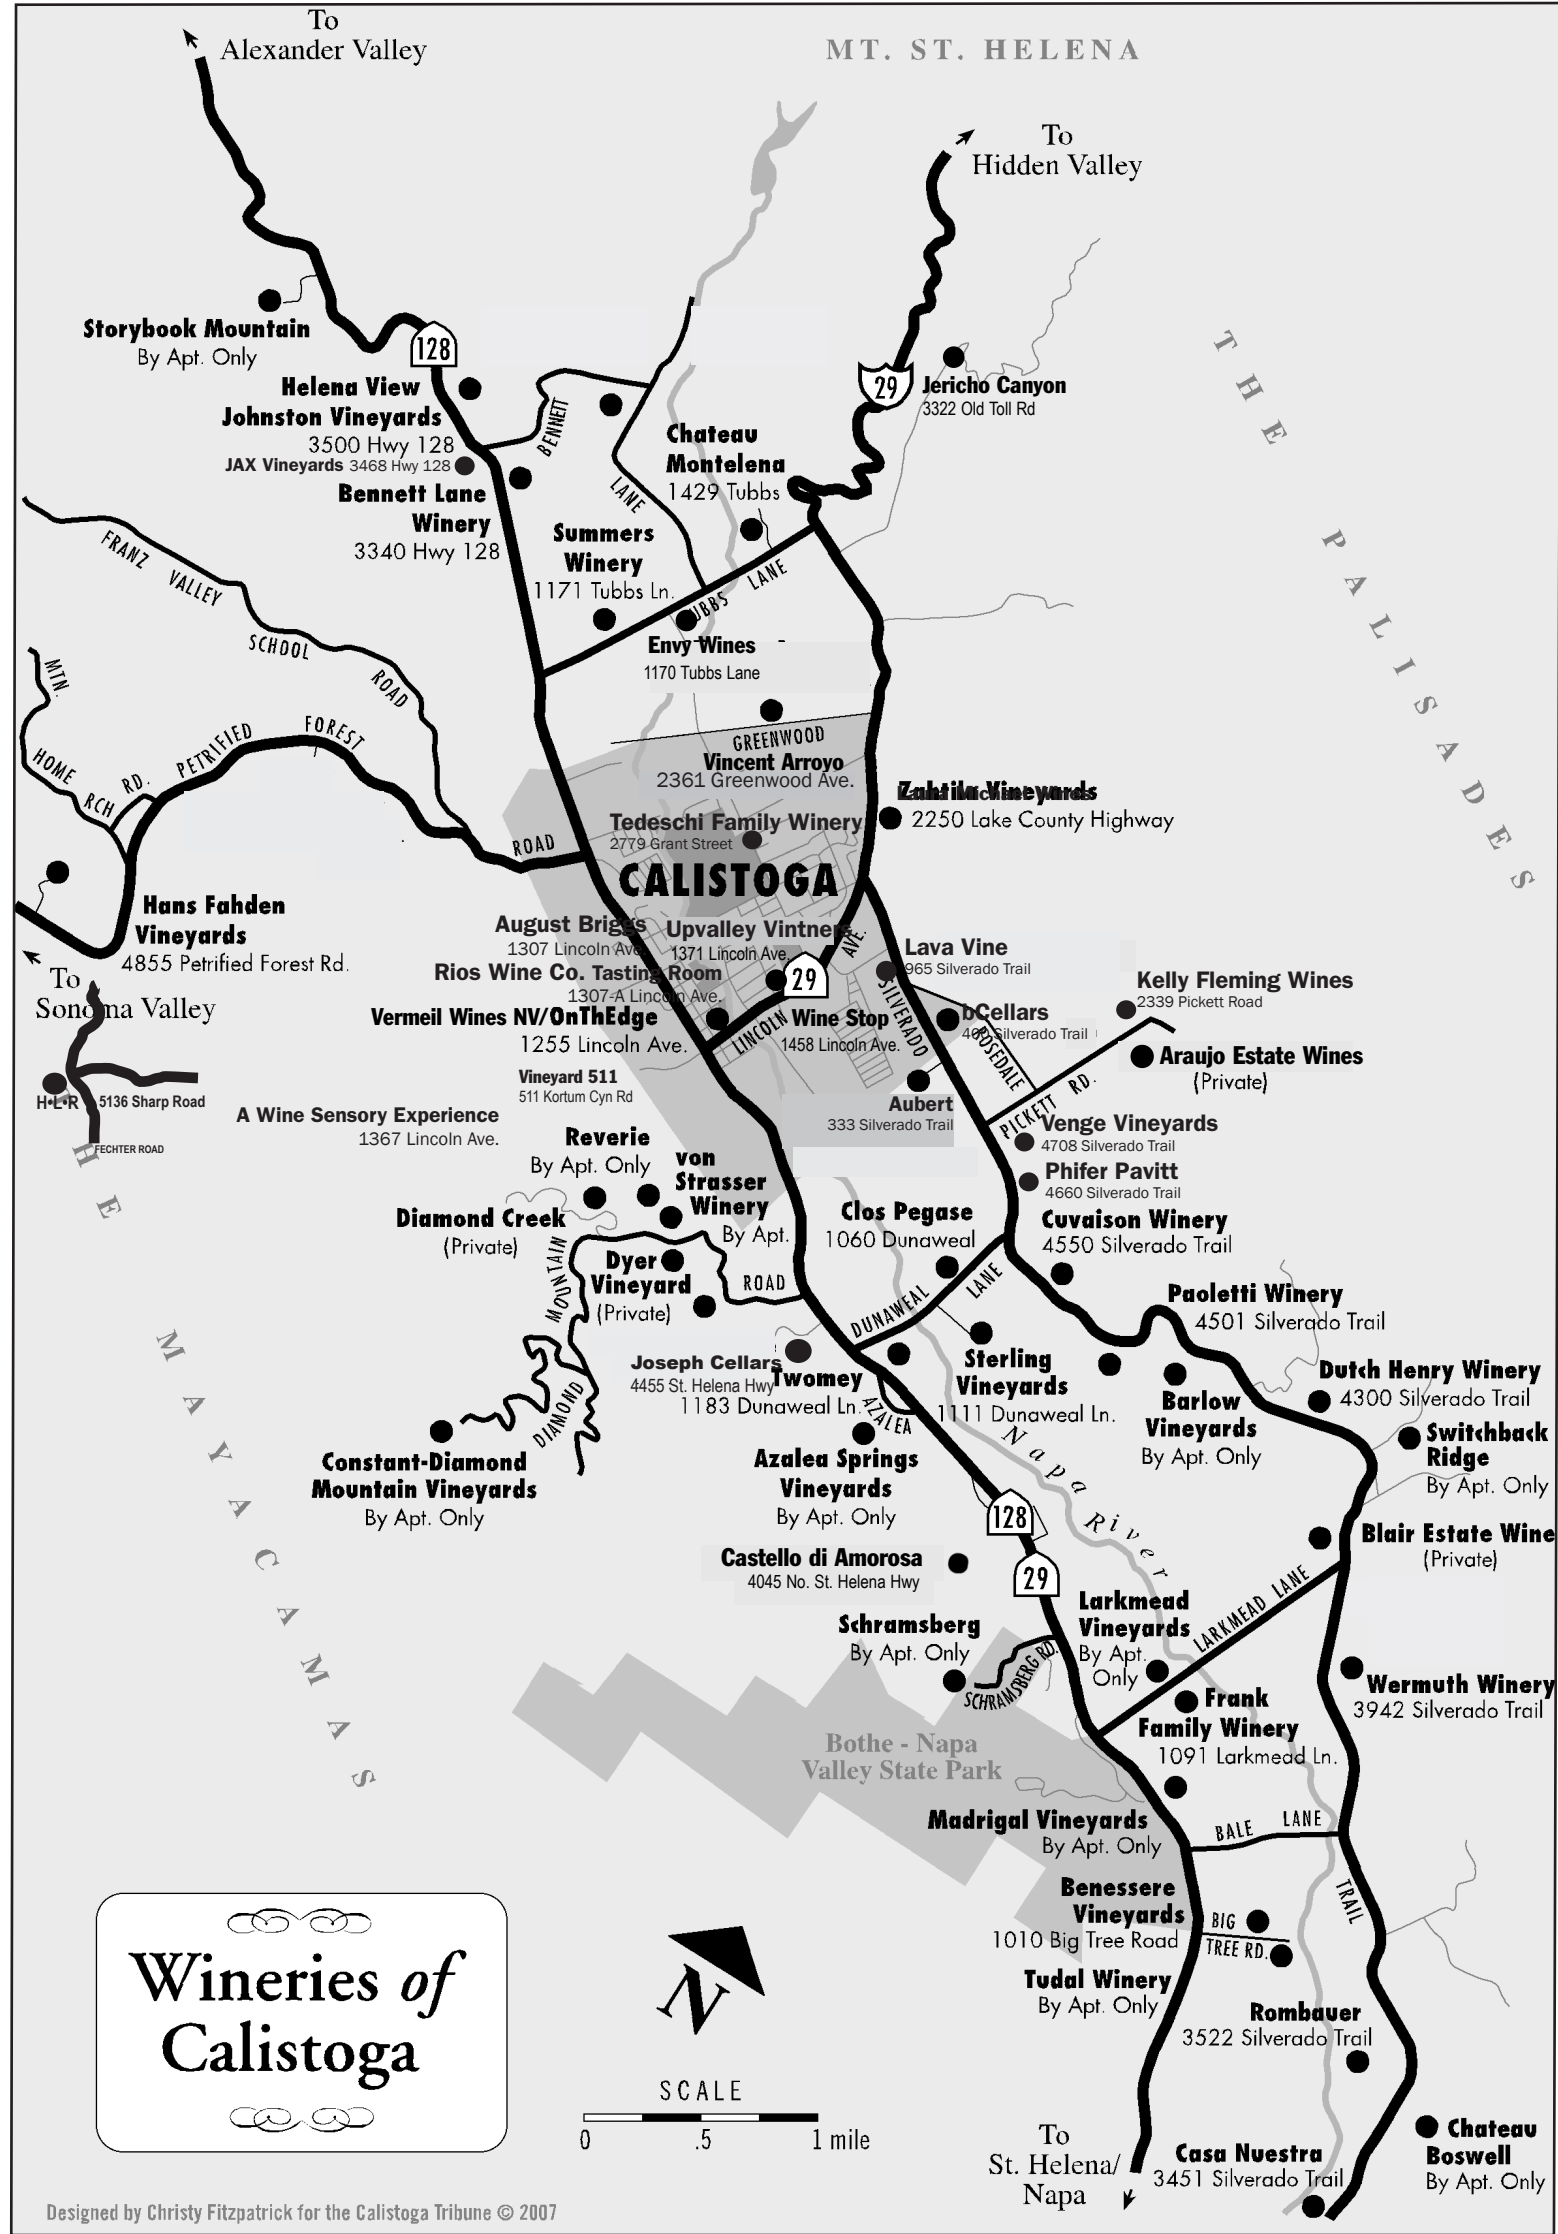 To
Alexander Valley
MT. ST. HELENA
To
Hidden Valley
Storybook Mountain
By Apt. Only
128
29
Jericho Canyon
3322 Old Toll Rd
THE PALISADES
Helena View
Johnston Vineyards
3500 Hwy 128
JAX Vineyards 3468 Hwy 128
Bennett Lane
Winery
3340 Hwy 128
BENNETT
LANE
Chateau
Montelena
1429 Tubbs
Summers
Winery
1171 Tubbs Ln.
UBBS LANE
Envy Wines
1170 Tubbs Lane
FRANZ VALLEY SCHOOL ROAD
MTN.
HOME
RCH
RD.
PETRIFIED FOREST
ROAD
GREENWOOD
Vincent Arroyo
2361 Greenwood Ave.
Zahtila Vineyards
2250 Lake County Highway
Tedeschi Family Winery
2779 Grant Street
CALISTOGA
Hans Fahden
Vineyards
4855 Petrified Forest Rd.
To
Sonoma Valley
August Briggs
1307 Lincoln Ave.
Upvalley Vintners
1371 Lincoln Ave.
AVE.
Rios Wine Co. Tasting Room
1307-A Lincoln Ave.
29
Lava Vine
965 Silverado Trail
Kelly Fleming Wines
2339 Pickett Road
Vermeil Wines NV/OnThEdge
1255 Lincoln Ave.
LINCOLN
Wine Stop
1458 Lincoln Ave.
SILVERADO
bCellars
400 Silverado Trail
ROSEDALE
PICKETT RD.
Araujo Estate Wines
(Private)
Vineyard 511
511 Kortum Cyn Rd
H•L•R
5136 Sharp Road
FECHTER ROAD
A Wine Sensory Experience
1367 Lincoln Ave.
Aubert
333 Silverado Trail
Venge Vineyards
4708 Silverado Trail
Phifer Pavitt
4660 Silverado Trail
THE MAYACAMAS
Reverie
By Apt. Only
von
Strasser
Winery
By Apt.
Diamond Creek
(Private)
Dyer
Vineyard
(Private)
MOUNTAIN
ROAD
DIAMOND
Clos Pegase
1060 Dunaweal
Cuvaison Winery
4550 Silverado Trail
DUNAWEAL LANE
Paoletti Winery
4501 Silverado Trail
Joseph Cellars
4455 St. Helena Hwy
Twomey
1183 Dunaweal Ln.
Sterling
Vineyards
1111 Dunaweal Ln.
Barlow
Vineyards
By Apt. Only
Dutch Henry Winery
4300 Silverado Trail
Switchback
Ridge
By Apt. Only
AZALEA
Azalea Springs
Vineyards
By Apt. Only
Constant-Diamond
Mountain Vineyards
By Apt. Only
Napa River
128
29
Blair Estate Wine
(Private)
Castello di Amorosa
4045 No. St. Helena Hwy
Larkmead
Vineyards
By Apt.
Only
LARKMEAD LANE
Schramsberg
By Apt. Only
SCHRAMSBERG RD.
Wermuth Winery
3942 Silverado Trail
Frank
Family Winery
1091 Larkmead Ln.
Bothe - Napa
Valley State Park
Madrigal Vineyards
By Apt. Only
BALE LANE
TRAIL
Benessere
Vineyards
1010 Big Tree Road
BIG
TREE RD.
Tudal Winery
By Apt. Only
Rombauer
3522 Silverado Trail
Wineries of
Calistoga
N
SCALE
0 .5 1 mile
To
St. Helena/
Napa
Casa Nuestra
3451 Silverado Trail
Chateau
Boswell
By Apt. Only
Designed by Christy Fitzpatrick for the Calistoga Tribune © 2007